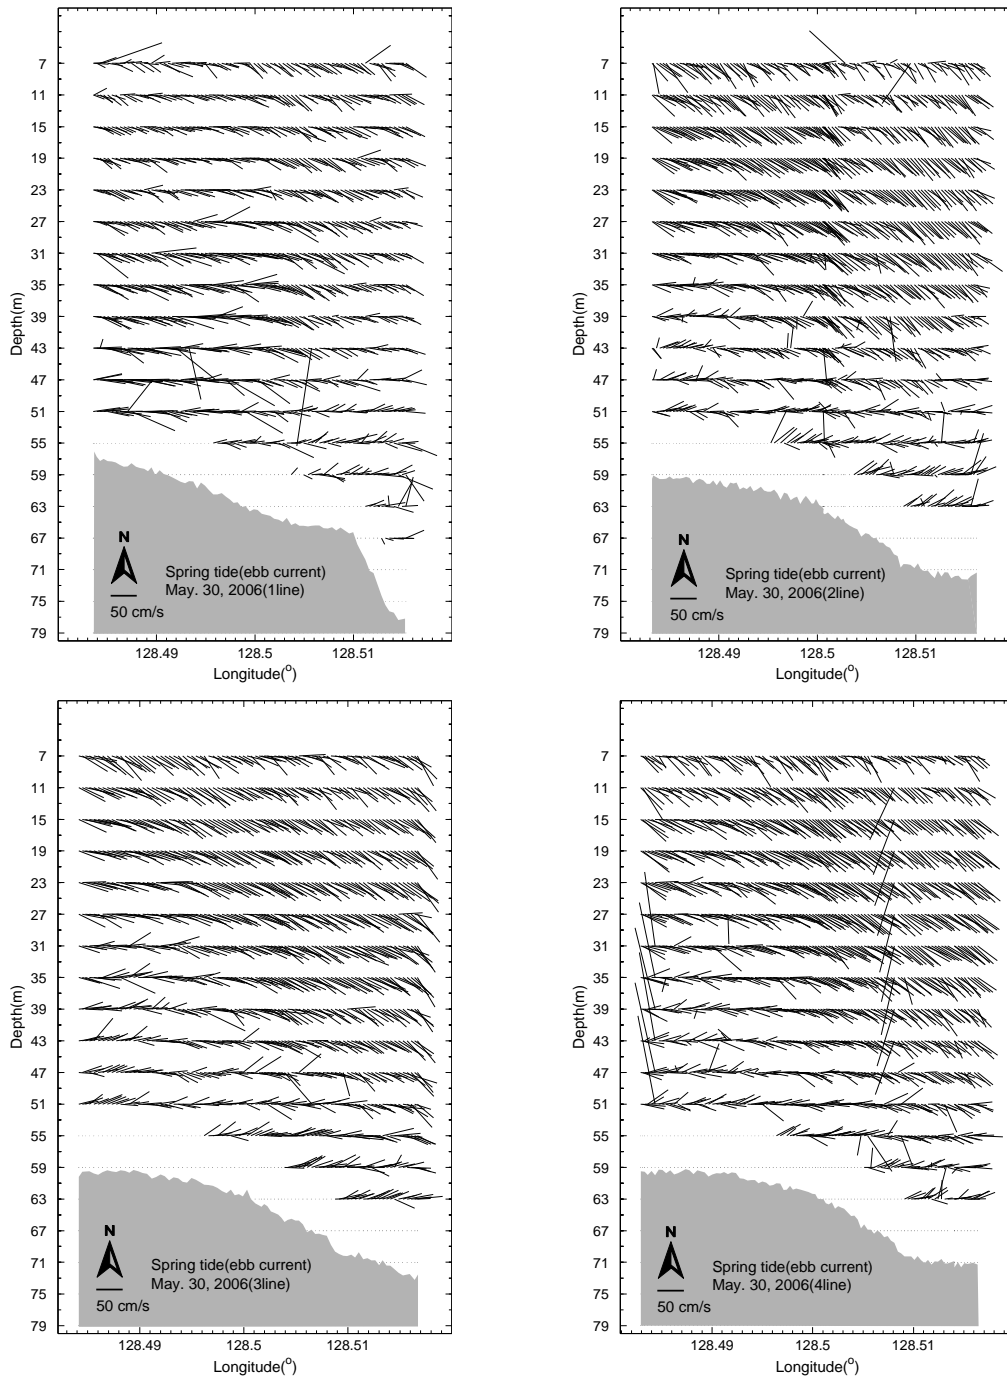 7
11
15
19
23
27
31
35
39
43
47
51
55
59
63
67
71
75
79
Depth(m)
N
Spring tide(ebb current)
May. 30, 2006(1line)
50 cm/s
128.49 128.5 128.51
Longitude(o)
7
11
15
19
23
27
31
35
39
43
47
51
55
59
63
67
71
75
79
Depth(m)
N
Spring tide(ebb current)
May. 30, 2006(2line)
50 cm/s
128.49 128.5 128.51
Longitude(o)
7
11
15
19
23
27
31
35
39
43
47
51
55
59
63
67
71
75
79
Depth(m)
N
Spring tide(ebb current)
May. 30, 2006(3line)
50 cm/s
128.49 128.5 128.51
Longitude(o)
7
11
15
19
23
27
31
35
39
43
47
51
55
59
63
67
71
75
79
Depth(m)
N
Spring tide(ebb current)
May. 30, 2006(4line)
50 cm/s
128.49 128.5 128.51
Longitude(o)